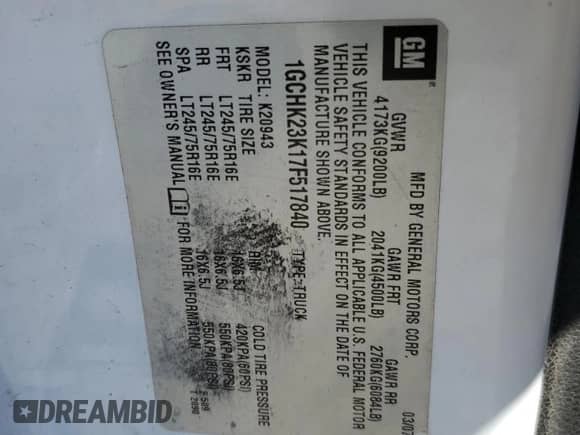 GM
MFD BY GENERAL MOTORS CORP. 03/07
GVWR GAWR FRT GAWR RR
4173KG(9200LB) 2041KG(4500LB) 2760KG(6084LB)
THIS VEHICLE CONFORMS TO ALL APPLICABLE U.S. FEDERAL MOTOR
VEHICLE SAFETY STANDARDS IN EFFECT ON THE DATE OF
MANUFACTURE SHOWN ABOVE.
1GCHK23K17F517840 TYPE:TRUCK
MODEL: K20943
KSKR TIRE SIZE RIM COLD TIRE PRESSURE
FRT LT245/75R16E 16X6.5J 420KPA(60PSI)
RR LT245/75R16E 16X6.5J 550KPA(80PSI)
SPA LT245/75R16E 16X6.5J 550KPA(80PSI)
SEE OWNER'S MANUAL FOR MORE INFORMATION
DREAMBID